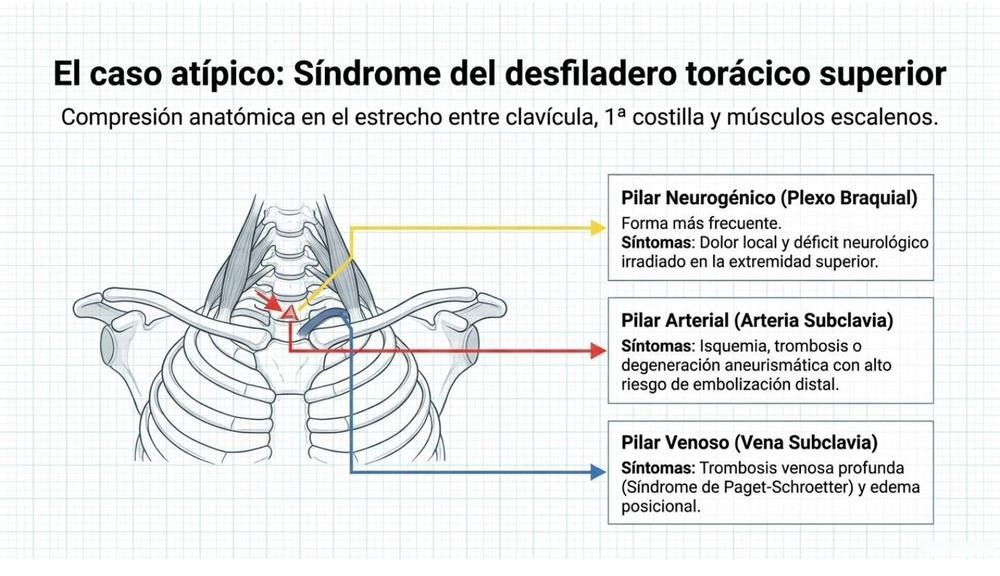 El caso atípico: Síndrome del desfiladero torácico superior
Compresión anatómica en el estrecho entre clavícula, 1ª costilla y músculos escalenos.
Pilar Neurogénico (Plexo Braquial)
Forma más frecuente.
Síntomas: Dolor local y déficit neurológico
irradiado en la extremidad superior.
Pilar Arterial (Arteria Subclavia)
Síntomas: Isquemia, trombosis o
degeneración aneurismática con alto
riesgo de embolización distal.
Pilar Venoso (Vena Subclavia)
Síntomas: Trombosis venosa profunda
(Síndrome de Paget-Schroetter) y edema
posicional.